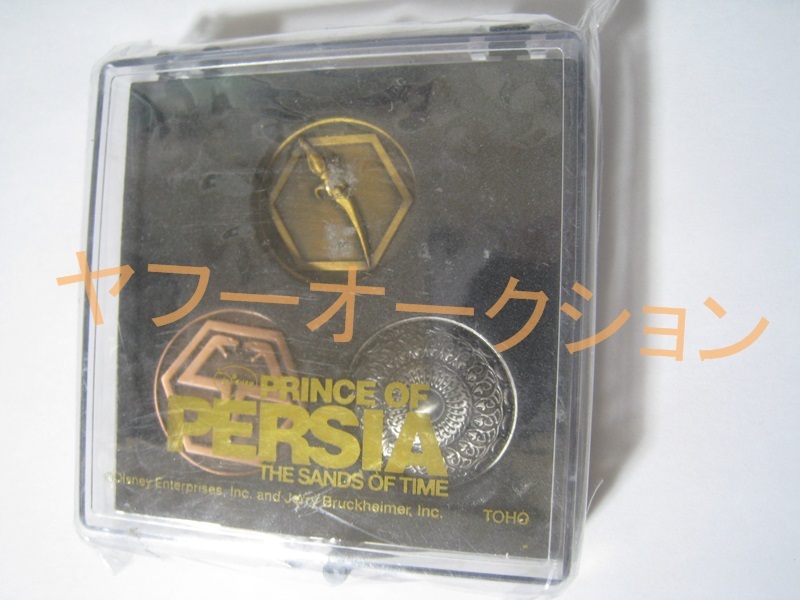 ヤフーオークション
PRINCE OF
PERSIA
THE SANDS OF TIME
©Disney Enterprises, Inc. and Jerry Bruckheimer, Inc.
TOHO